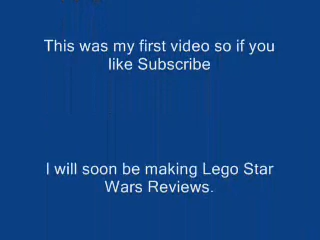 This was my first video so if you
like Subscribe
I will soon be making Lego Star
Wars Reviews.